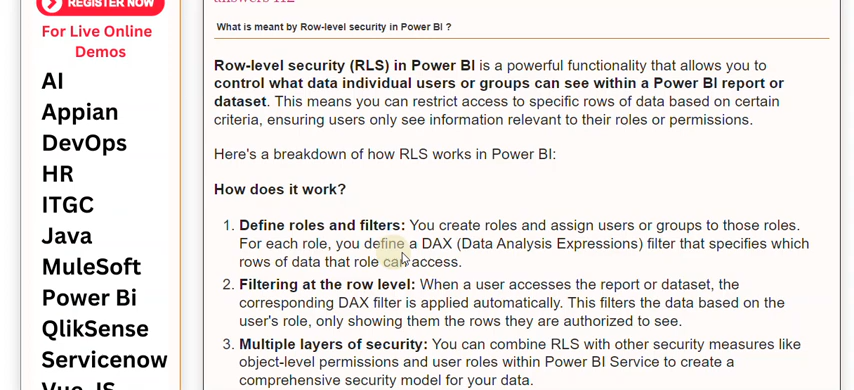 REGISTER NOW
For Live Online
Demos
AI
Appian
DevOps
HR
ITGC
Java
MuleSoft
Power Bi
QlikSense
Servicenow
Vue JS
What is meant by Row-level security in Power BI ?
Row-level security (RLS) in Power BI is a powerful functionality that allows you to
control what data individual users or groups can see within a Power BI report or
dataset. This means you can restrict access to specific rows of data based on certain
criteria, ensuring users only see information relevant to their roles or permissions.
Here's a breakdown of how RLS works in Power BI:
How does it work?
1. Define roles and filters: You create roles and assign users or groups to those roles.
For each role, you define a DAX (Data Analysis Expressions) filter that specifies which
rows of data that role can access.
2. Filtering at the row level: When a user accesses the report or dataset, the
corresponding DAX filter is applied automatically. This filters the data based on the
user's role, only showing them the rows they are authorized to see.
3. Multiple layers of security: You can combine RLS with other security measures like
object-level permissions and user roles within Power BI Service to create a
comprehensive security model for your data.